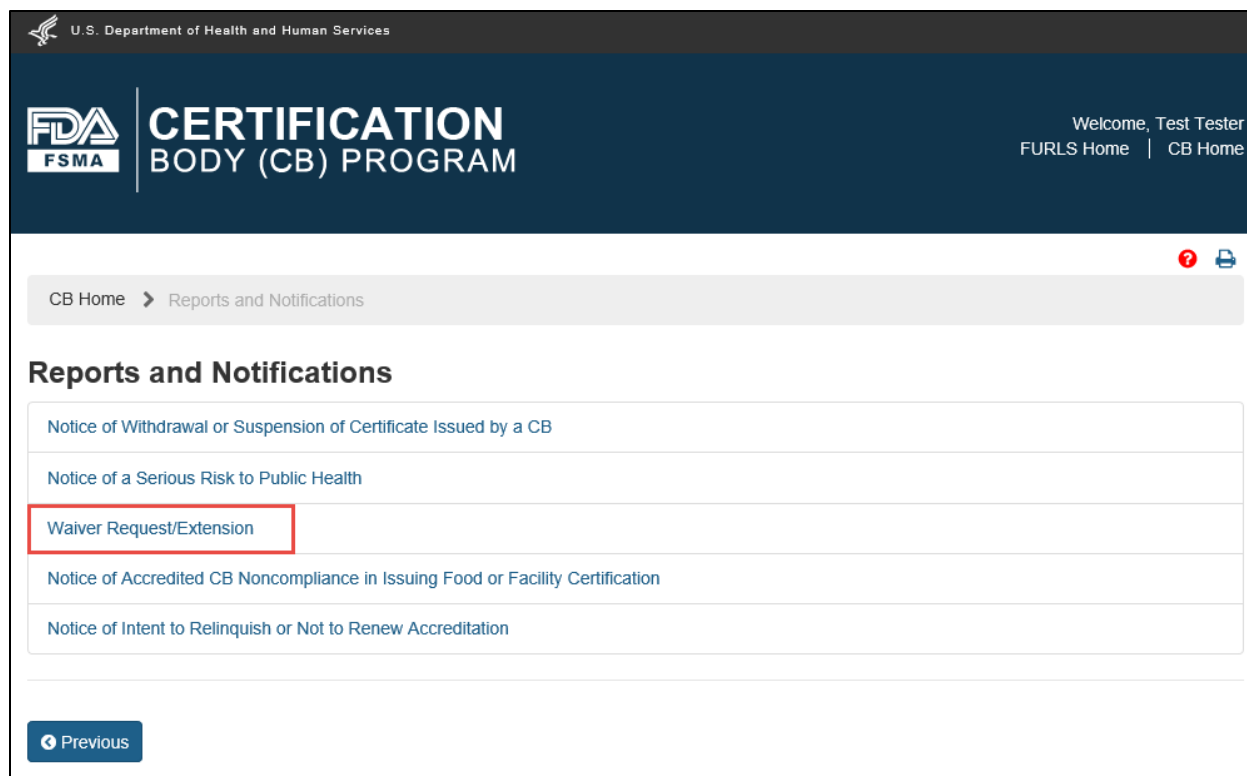 U.S. Department of Health and Human Services
FDA
FSMA
CERTIFICATION
BODY (CB) PROGRAM
Welcome, Test Tester
FURLS Home | CB Home
?
CB Home > Reports and Notifications
Reports and Notifications
Notice of Withdrawal or Suspension of Certificate Issued by a CB
Notice of a Serious Risk to Public Health
Waiver Request/Extension
Notice of Accredited CB Noncompliance in Issuing Food or Facility Certification
Notice of Intent to Relinquish or Not to Renew Accreditation
Previous